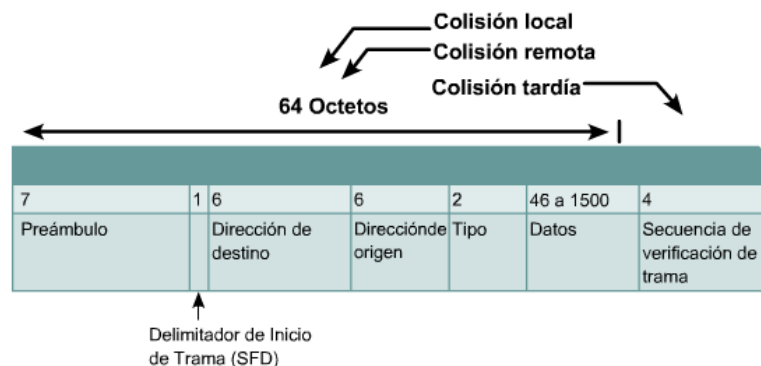 Colisión local
Colisión remota
Colisión tardía
64 Octetos
7 1 6 6 2 46 a 1500 4
Preámbulo Dirección de Direcciónde Tipo Datos Secuencia de
destino origen verificación de
trama
Delimitador de Inicio
de Trama (SFD)